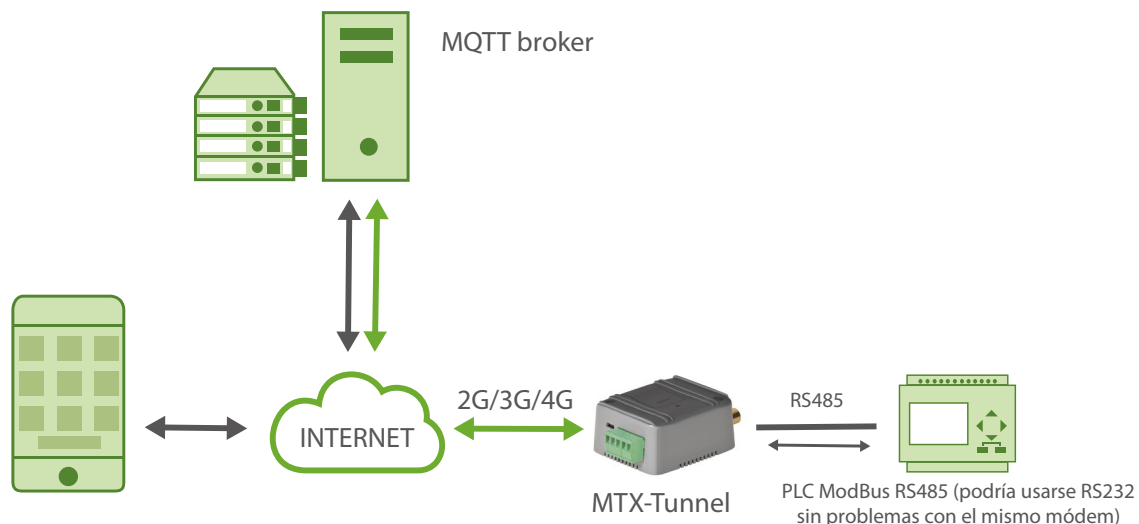 MQTT broker
2G/3G/4G
INTERNET
RS485
MTX-Tunnel
PLC ModBus RS485 (podría usarse RS232
sin problemas con el mismo módem)